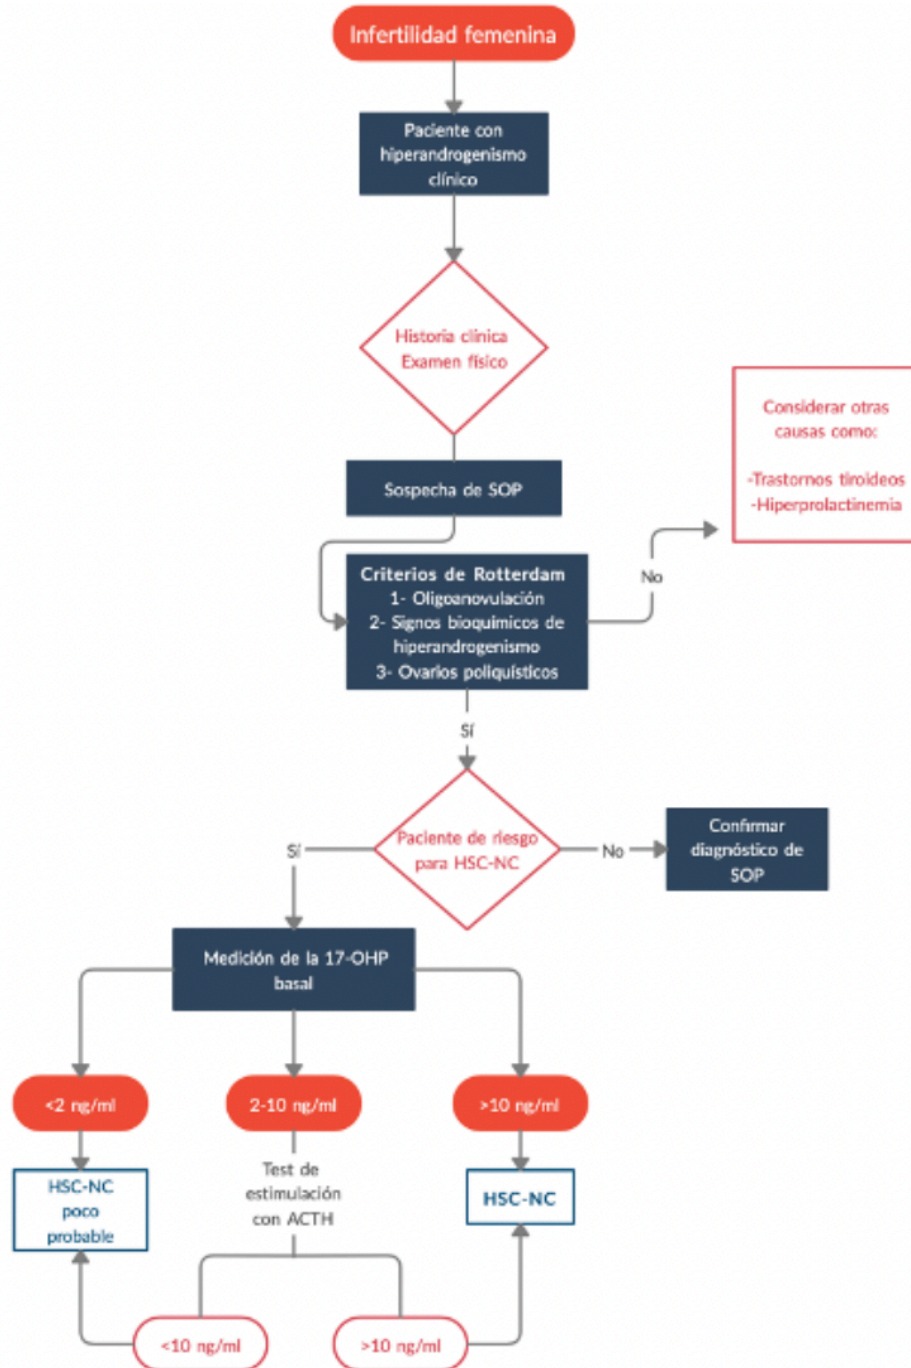 Infertilidad femenina
Paciente con
hiperandrogenismo
clínico
Historia clínica
Examen físico
Sospecha de SOP
Considerar otras
causas como:
-Trastornos tiroideos
-Hiperprolactinemia
Criterios de Rotterdam
1- Oligoanovulación
2- Signos bioquímicos de
hiperandrogenismo
3- Ovarios poliquísticos
No
Sí
Paciente de riesgo
para HSC-NC
Sí
No
Confirmar
diagnóstico de
SOP
Medición de la 17-OHP
basal
<2 ng/ml
2-10 ng/ml
>10 ng/ml
HSC-NC
poco
probable
Test de
estimulación
con ACTH
HSC-NC
<10 ng/ml
>10 ng/ml